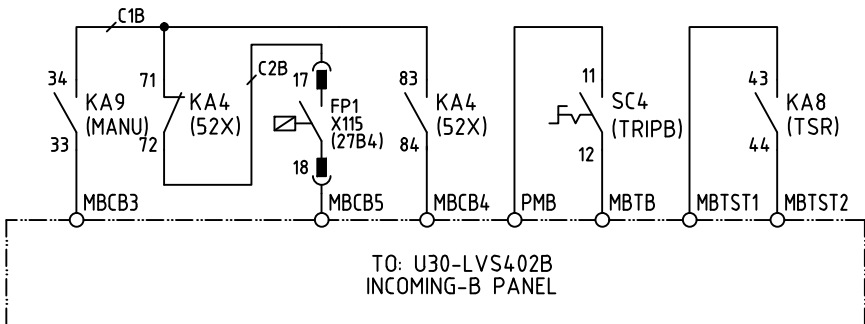 C1B
34
KA9
(MANU)
33
71
KA4
(52X)
72
C2B
17
FP1
X115
(27B4)
18
83
KA4
(52X)
84
11
SC4
(TRIPB)
12
43
KA8
(TSR)
44
MBCB3
MBCB5
MBCB4
PMB
MBTB
MBTST1
MBTST2
TO: U30-LVS402B
INCOMING-B PANEL